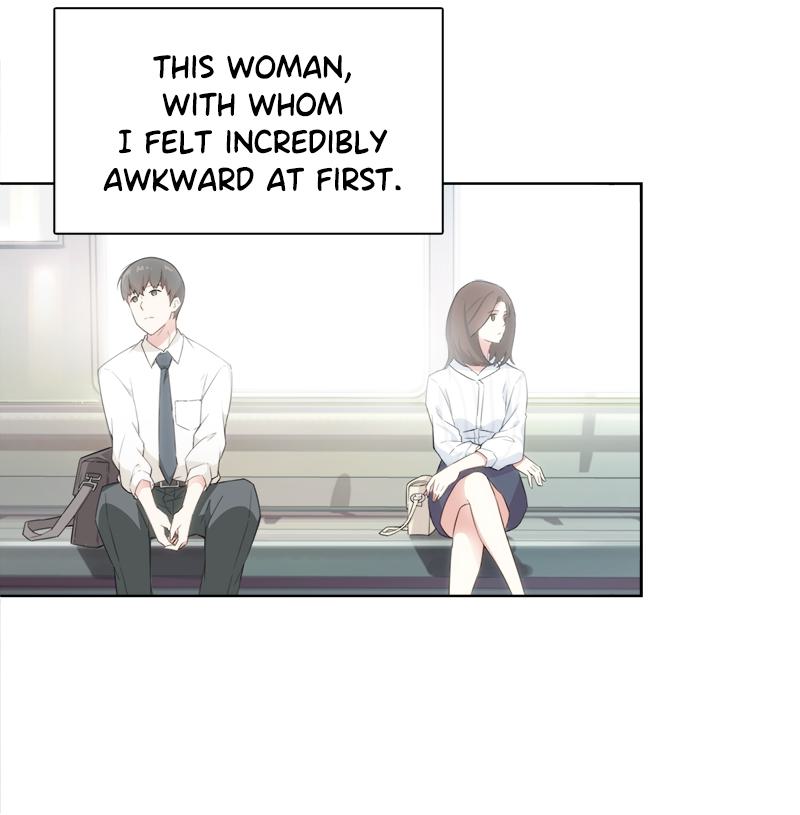 THIS WOMAN,
WITH WHOM
I FELT INCREDIBLY
AWKWARD AT FIRST.